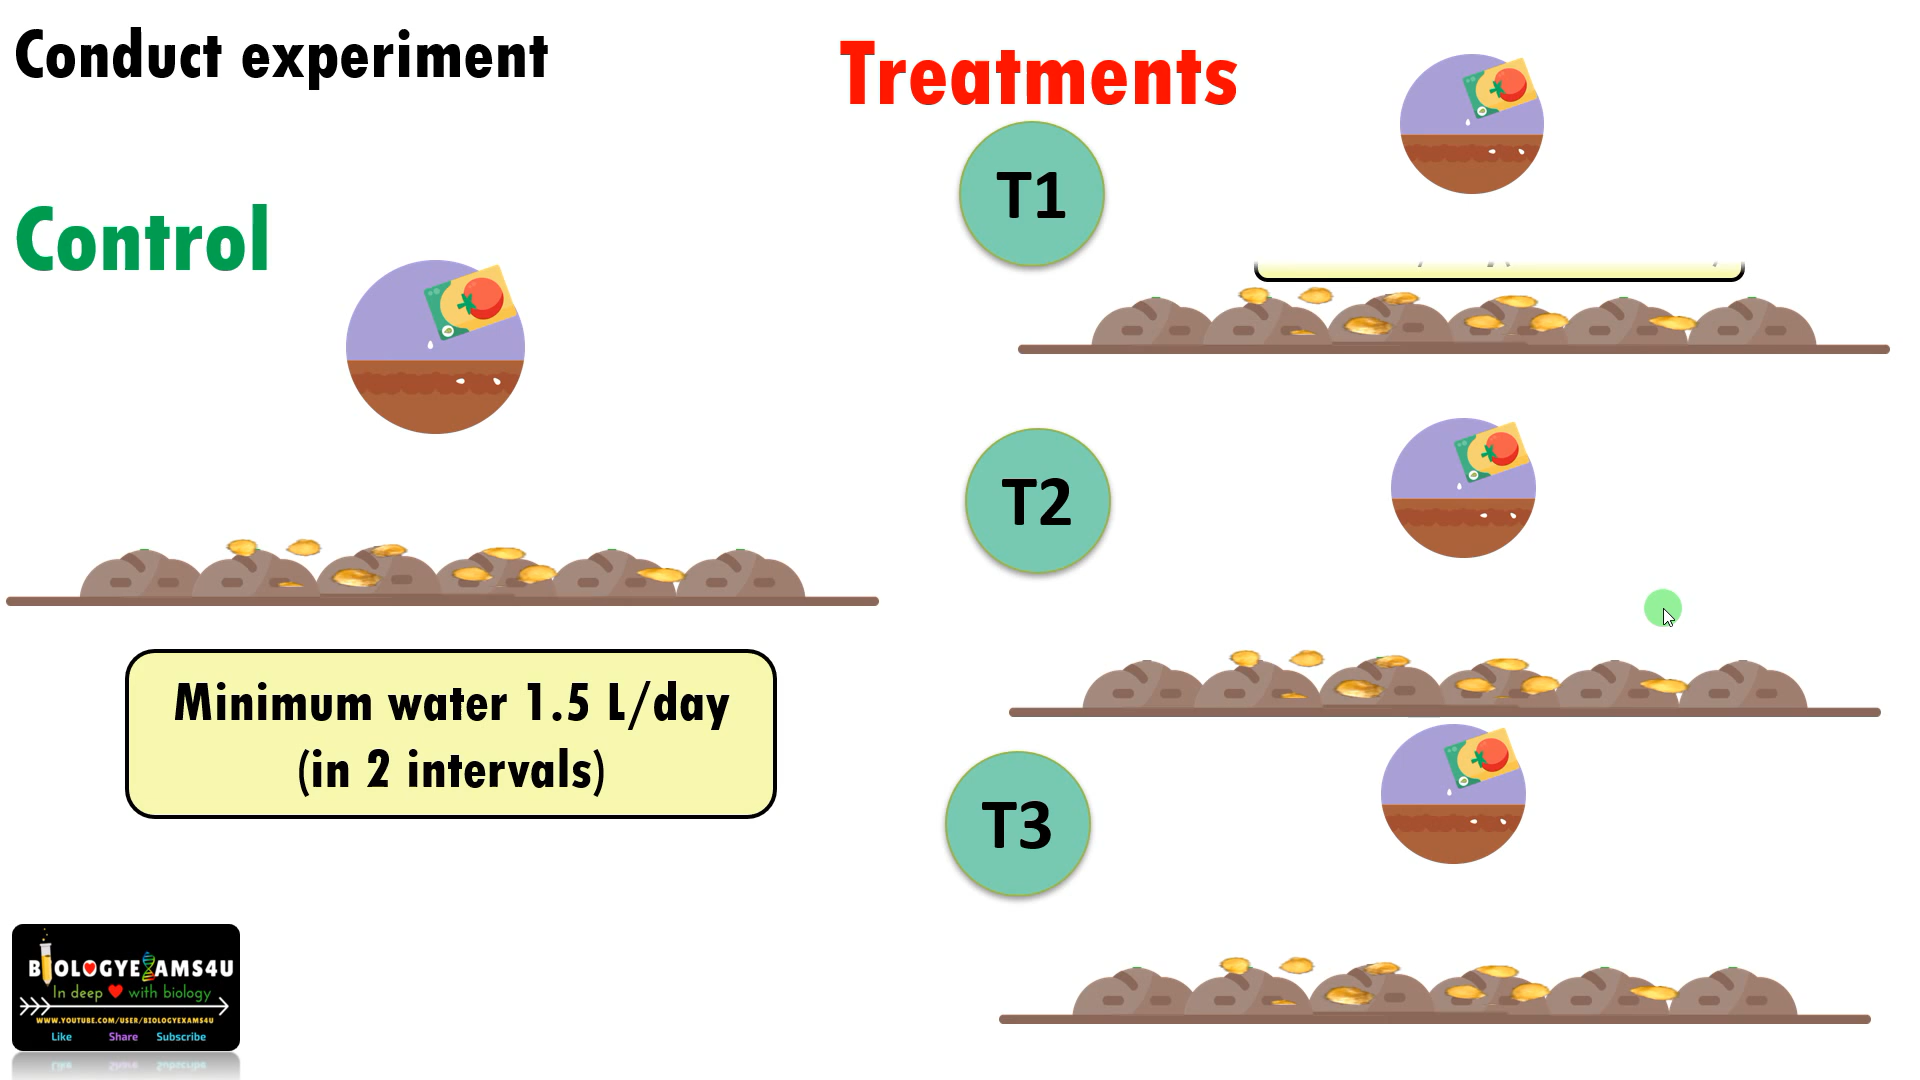 Conduct experiment
Treatments
T1
Control
T2
Minimum water 1.5 L/day
(in 2 intervals)
T3
BIOLOGYEXAMS4U
In deep with biology
WWW.YOUTUBE.COM/USER/BIOLOGYEXAMS4U
Like Share Subscribe